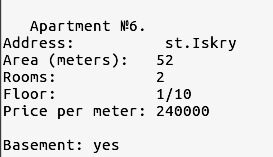 Apartment №6.
Address: st.Iskry
Area (meters): 52
Rooms: 2
Floor: 1/10
Price per meter: 240000
Basement: yes